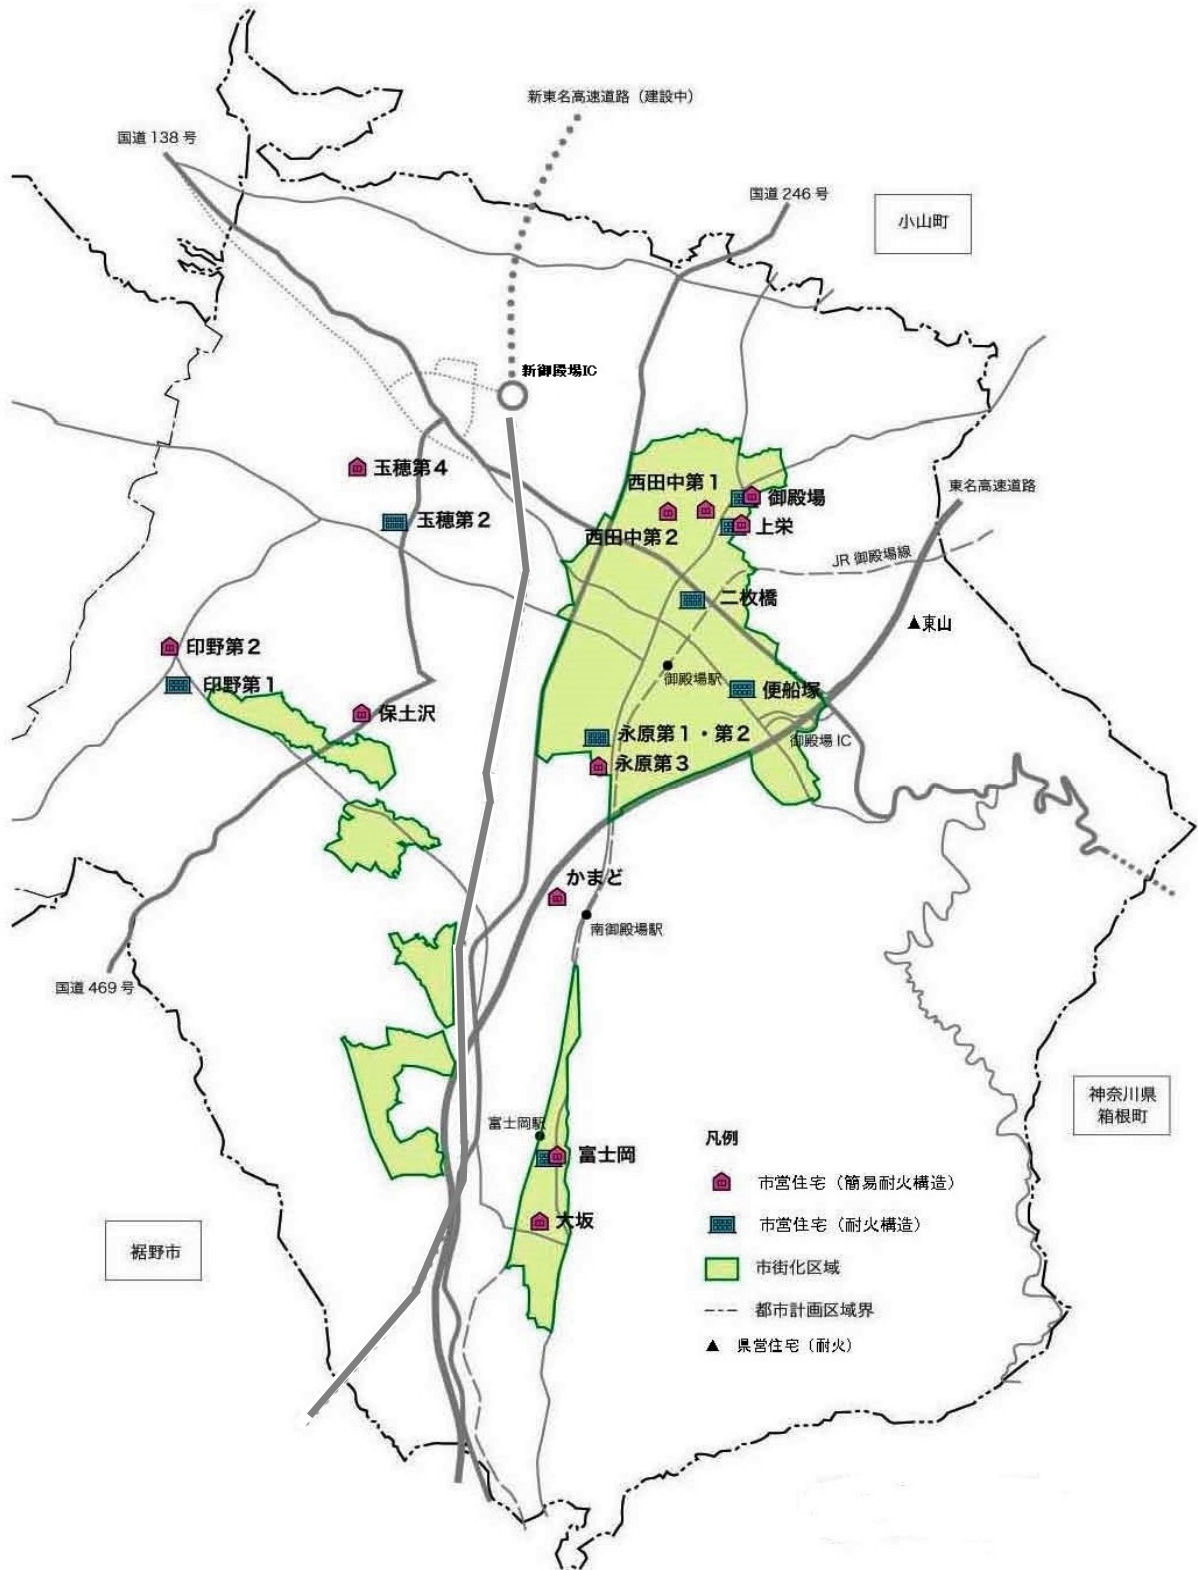 新東名高速道路（建設中）
国道138号
国道246号
小山町
新御殿場IC
玉穂第４
西田中第１
御殿場
東名高速道路
玉穂第２
上栄
西田中第２
JR御殿場線
二枚橋
▲東山
印野第２
御殿場駅
印野第１
便船塚
保土沢
永原第１・第２
御殿場IC
永原第３
かまど
南御殿場駅
国道469号
神奈川県
箱根町
富士岡駅
凡例
富士岡
市営住宅（簡易耐火構造）
大坂
市営住宅（耐火構造）
裾野市
市街化区域
都市計画区域界
▲ 県営住宅（耐火）